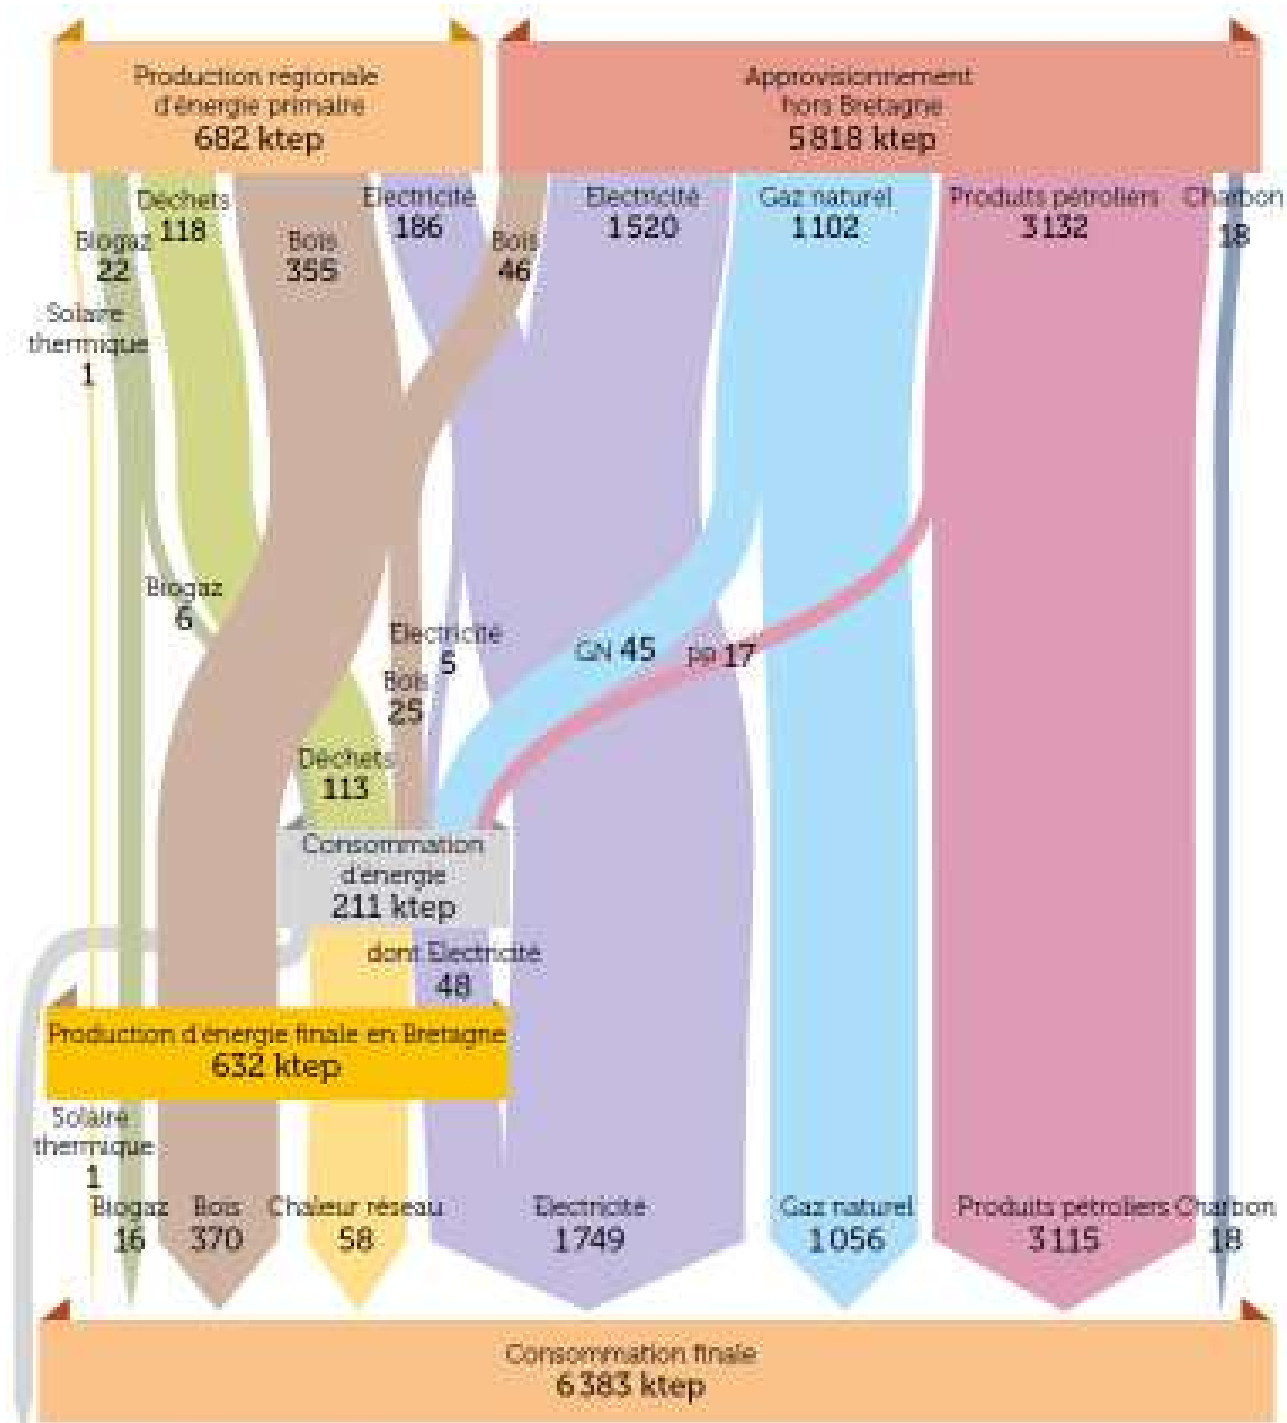 Production régionale
d'énergie primaire
682 ktep
Approvisionnement
hors Bretagne
5 818 ktep
Déchets
118
Biogaz
22
Solaire
thermique
1
Bois
355
Electricité
186
Bois
46
Electricité
1 520
Gaz naturel
1 102
Produits pétroliers
3 132
Charbon
18
Biogaz
6
Electricité
5
Bois
25
GN 45
PP 17
Déchets
113
Consommation
d'énergie
211 ktep
dont Electricité
48
Production d'énergie finale en Bretagne
632 ktep
Solaire
thermique
1
Biogaz
16
Bois
370
Chaleur réseau
58
Electricité
1 749
Gaz naturel
1 056
Produits pétroliers
3 115
Charbon
18
Consommation finale
6 383 ktep